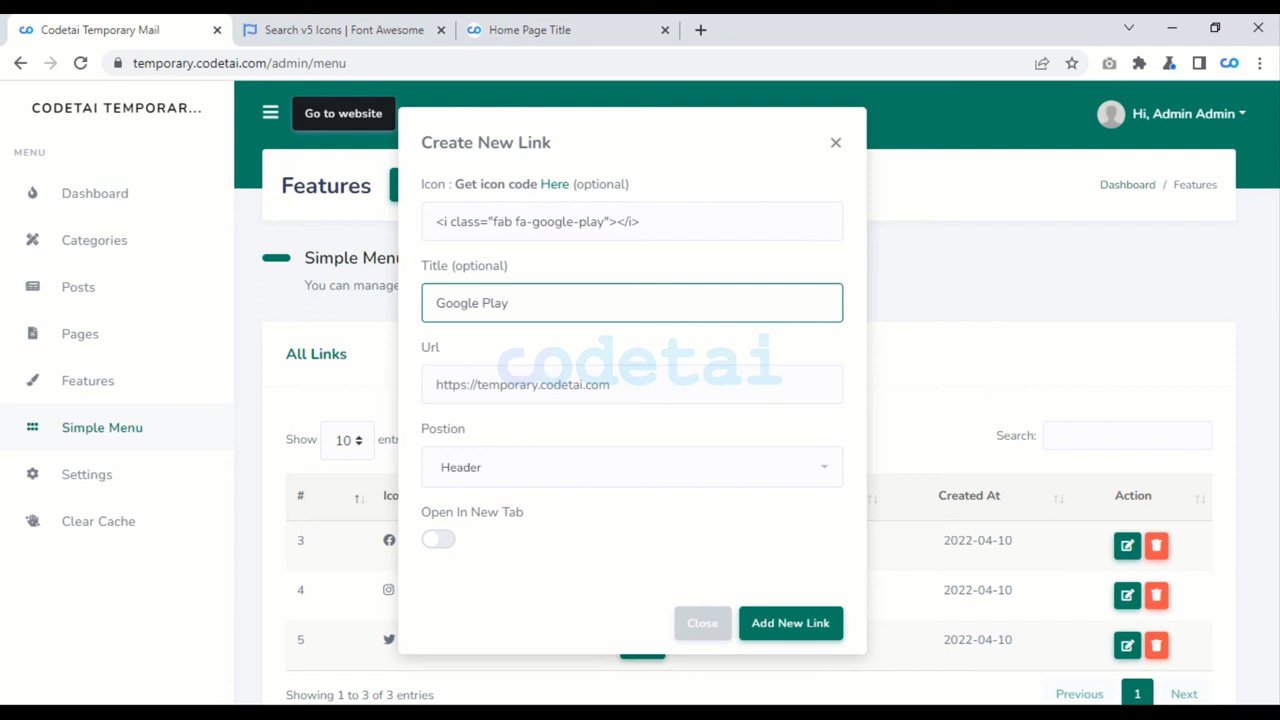 Codetai Temporary Mail
Search v5 Icons | Font Awesome
Home Page Title
temporary.codetai.com/admin/menu
CODETAI TEMPORAR...
MENU
Dashboard
Categories
Posts
Pages
Features
Simple Menu
Settings
Clear Cache
Go to website
Hi, Admin Admin
Features
Dashboard / Features
Simple Menu
You can manage
All Links
Show 10 entr
Search:
# Ico Created At Action
3 2022-04-10
4 2022-04-10
5 2022-04-10
Showing 1 to 3 of 3 entries
Previous 1 Next
Create New Link
Icon : Get icon code Here (optional)
<i class="fab fa-google-play"></i>
Title (optional)
Google Play
Url
https://temporary.codetai.com
codetai
Postion
Header
Open In New Tab
Close
Add New Link